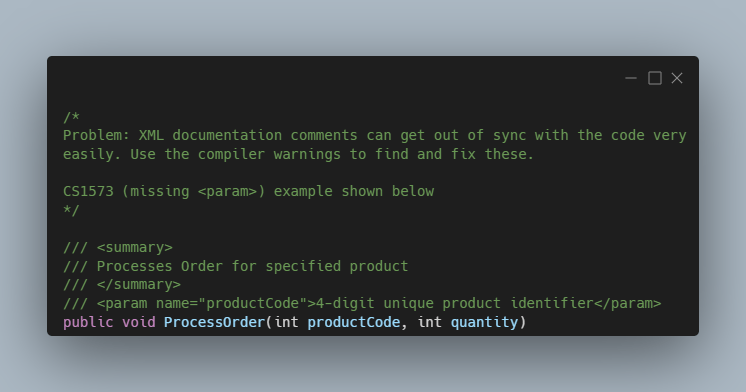 /*
Problem: XML documentation comments can get out of sync with the code very
easily. Use the compiler warnings to find and fix these.
CS1573 (missing <param>) example shown below
*/
/// <summary>
/// Processes Order for specified product
/// </summary>
/// <param name="productCode">4-digit unique product identifier</param>
public void ProcessOrder(int productCode, int quantity)